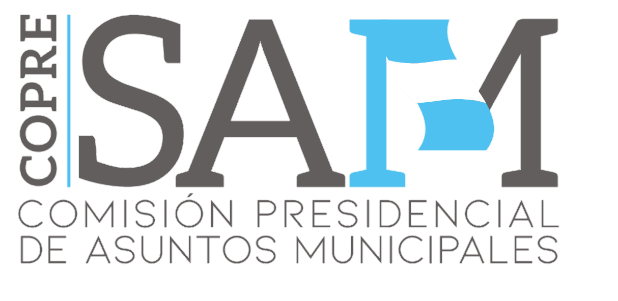 COPRE
SAM
COMISIÓN PRESIDENCIAL
DE ASUNTOS MUNICIPALES